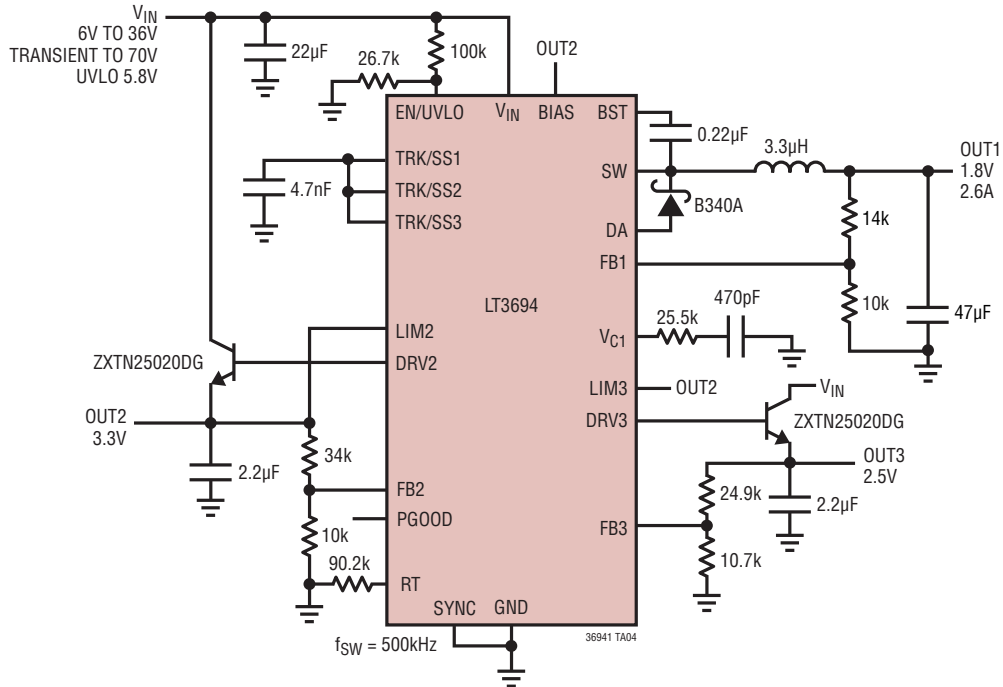 VIN
6V TO 36V
TRANSIENT TO 70V
UVLO 5.8V
22µF
26.7k
100k
OUT2
EN/UVLO
VIN
BIAS
BST
0.22µF
3.3µH
OUT1
1.8V
2.6A
TRK/SS1
TRK/SS2
TRK/SS3
4.7nF
SW
B340A
DA
14k
FB1
10k
47µF
LT3694
470pF
25.5k
VC1
LIM2
ZXTN25020DG
DRV2
LIM3
OUT2
VIN
DRV3
ZXTN25020DG
OUT2
3.3V
OUT3
2.5V
2.2µF
34k
FB2
PGOOD
10k
90.2k
RT
24.9k
2.2µF
FB3
10.7k
SYNC
GND
fSW = 500kHz
36941 TA04